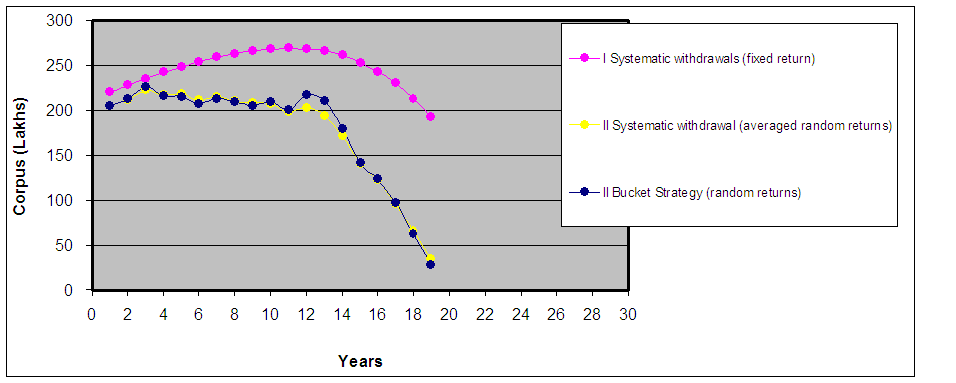 300
250
200
150
100
50
0
Corpus (Lakhs)
0 2 4 6 8 10 12 14 16 18 20 22 24 26 28 30
Years
I Systematic withdrawals (fixed return)
II Systematic withdrawal (averaged random returns)
II Bucket Strategy (random returns)